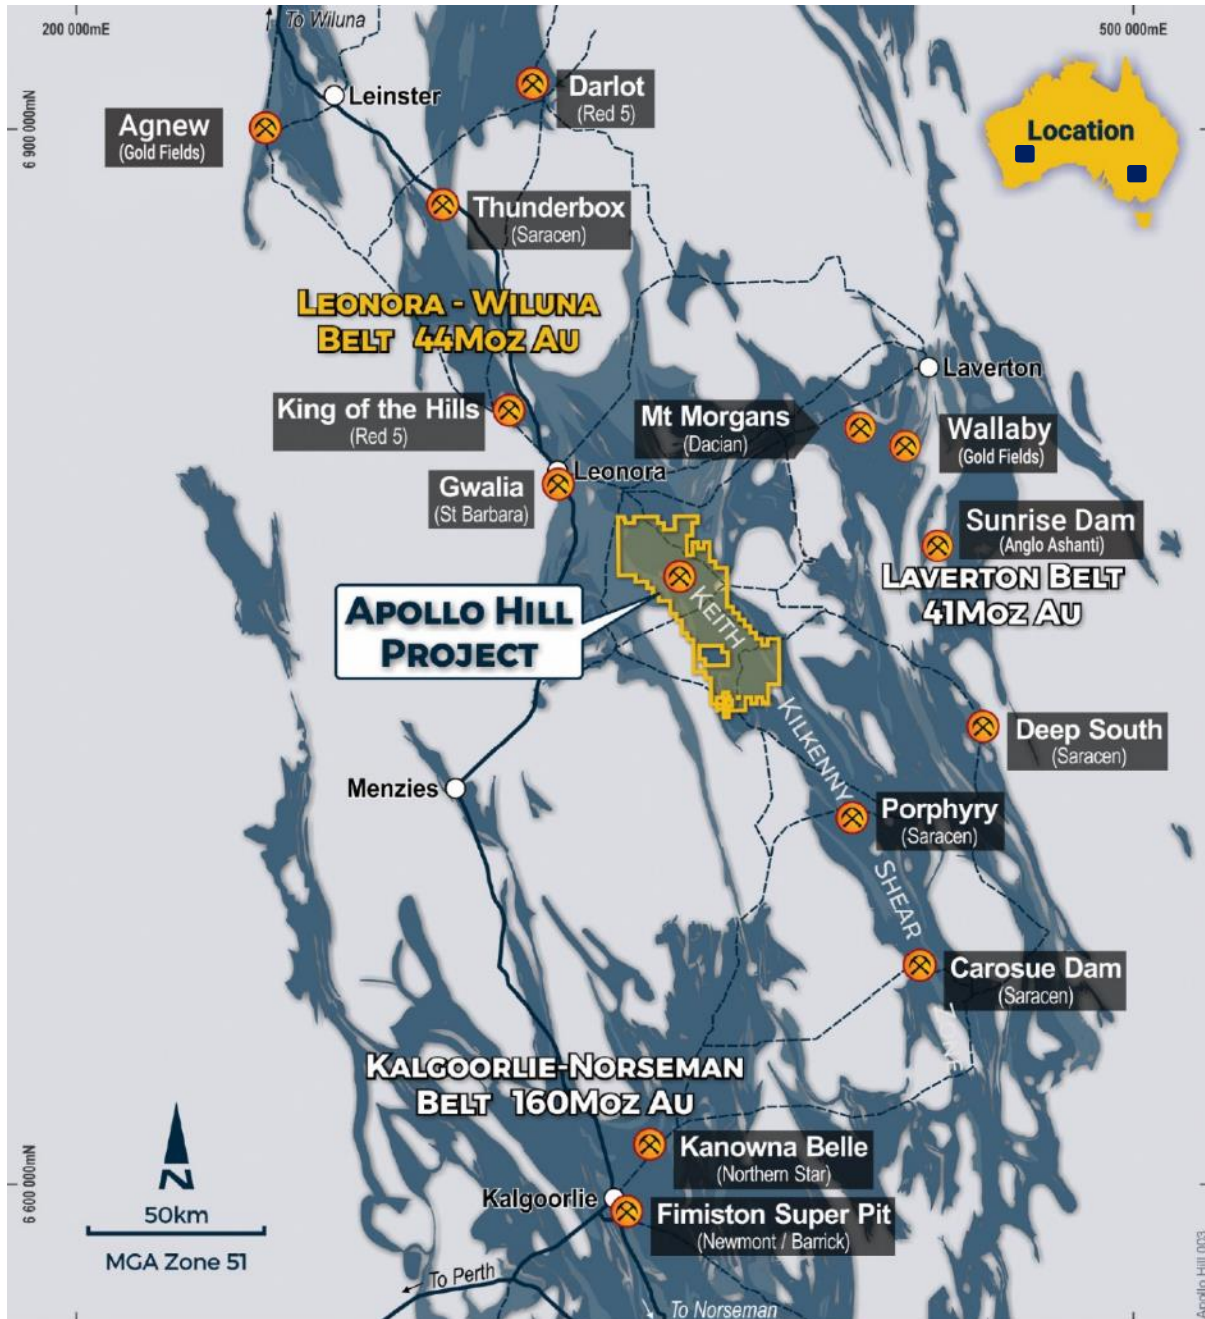 To Wiluna
200 000mE
500 000mE
6 900 000mN
Leinster
Darlot
(Red 5)
Agnew
(Gold Fields)
Location
Thunderbox
(Saracen)
LEONORA - WILUNA
BELT 44MOZ AU
Laverton
King of the Hills
(Red 5)
Mt Morgans
(Dacian)
Wallaby
(Gold Fields)
Leonora
Gwalia
(St Barbara)
Sunrise Dam
(Anglo Ashanti)
LAVERTON BELT
41MOZ AU
APOLLO HILL
PROJECT
KEITH
KILKENNY
SHEAR
ZONE
Deep South
(Saracen)
Menzies
Porphyry
(Saracen)
Carosue Dam
(Saracen)
KALGOORLIE-NORSEMAN
BELT 160MOZ AU
Kanowna Belle
(Northern Star)
Kalgoorlie
Fimiston Super Pit
(Newmont / Barrick)
6 600 000mN
N
50km
MGA Zone 51
To Perth
To Norseman
Apollo Hill 003